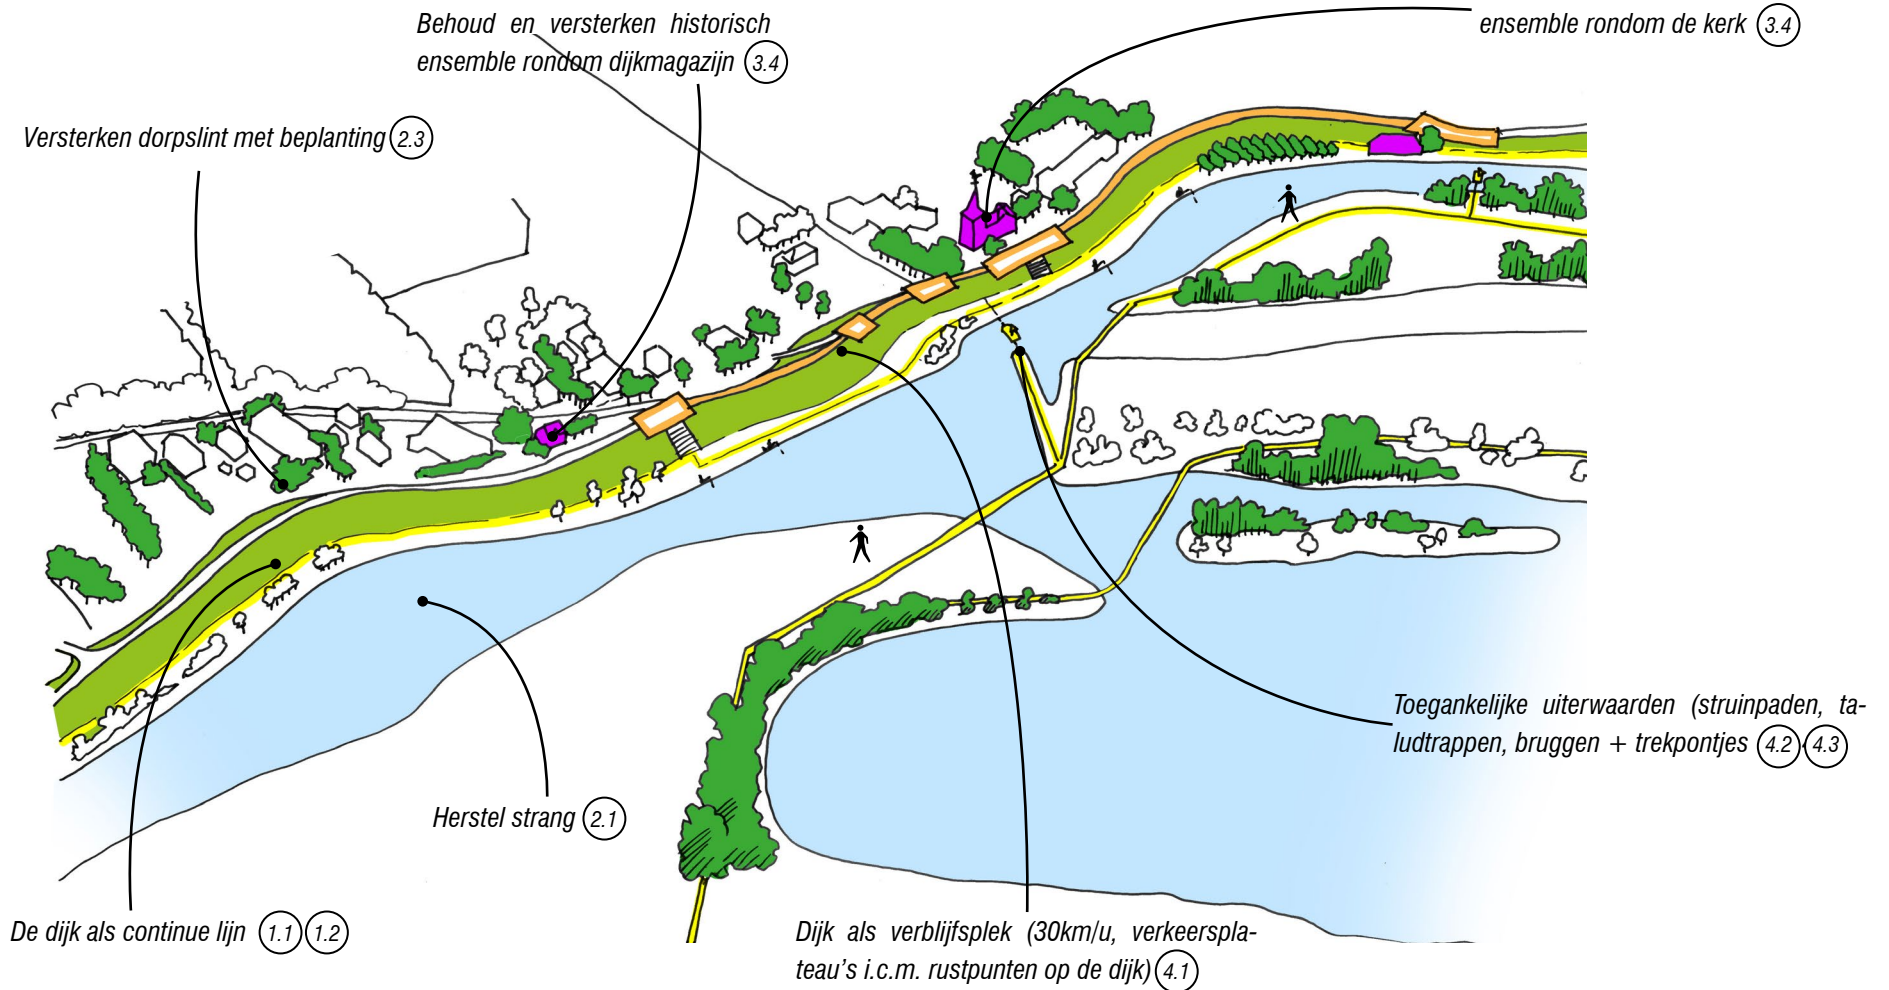 Behoud en versterken historisch
ensemble rondom dijkmagazijn 3.4
ensemble rondom de kerk 3.4
Versterken dorpslint met beplanting 2.3
Toegankelijke uiterwaarden (struinpaden, ta-
ludtrappen, bruggen + trekpontjes 4.2 4.3
Herstel strang 2.1
De dijk als continue lijn 1.1 1.2
Dijk als verblijfsplek (30km/u, verkeerspla-
teau's i.c.m. rustpunten op de dijk) 4.1